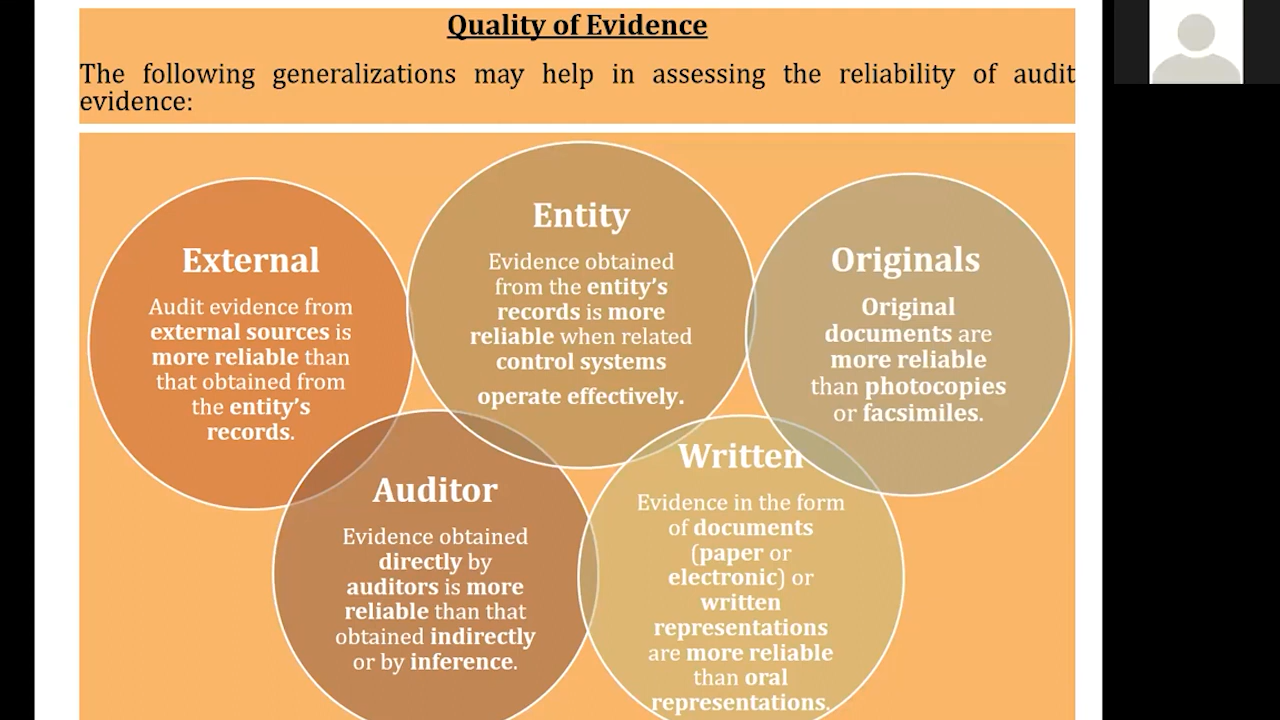 Quality of Evidence
The following generalizations may help in assessing the reliability of audit
evidence:
External
Audit evidence from
external sources is
more reliable than
that obtained from
the entity's
records.
Entity
Evidence obtained
from the entity's
records is more
reliable when related
control systems
operate effectively.
Originals
Original
documents are
more reliable
than photocopies
or facsimiles.
Auditor
Evidence obtained
directly by
auditors is more
reliable than that
obtained indirectly
or by inference.
Written
Evidence in the form
of documents
(paper or
electronic) or
written
representations
are more reliable
than oral
representations.